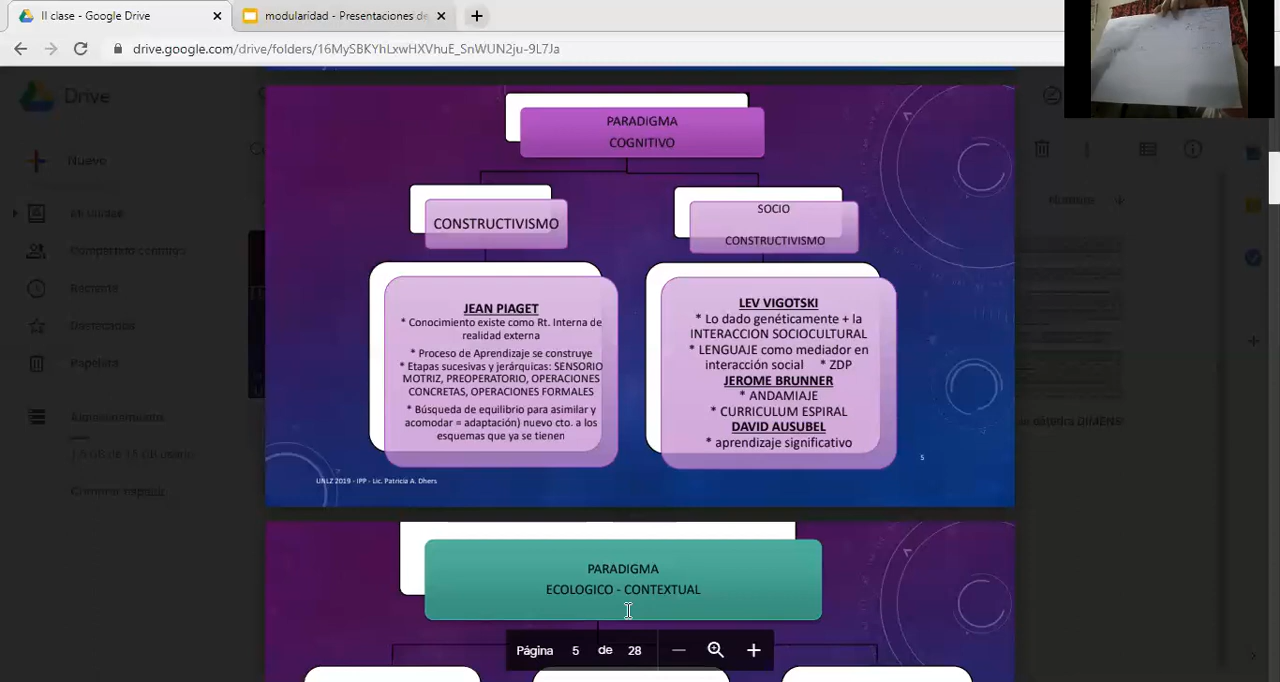 II clase - Google Drive
modularidad - Presentaciones de
drive.google.com/drive/folders/16MySBKYhLxwHXVhuE_SnWUN2ju-9L7Ja
Drive
Nuevo
PARADIGMA
COGNITIVO
CONSTRUCTIVISMO
SOCIO
CONSTRUCTIVISMO
JEAN PIAGET
* Conocimiento existe como Rt. Interna de
realidad externa
* Proceso de Aprendizaje se construye
* Etapas sucesivas y jerárquicas: SENSORIO
MOTRIZ, PREOPERATORIO, OPERACIONES
CONCRETAS, OPERACIONES FORMALES
* Búsqueda de equilibrio para asimilar y
acomodar = adaptación) nuevo cto. a los
esquemas que ya se tienen
LEV VIGOTSKI
* Lo dado genéticamente + la
INTERACCION SOCIOCULTURAL
* LENGUAJE como mediador en
interacción social * ZDP
JEROME BRUNNER
* ANDAMIAJE
* CURRICULUM ESPIRAL
DAVID AUSUBEL
* aprendizaje significativo
5
UNLZ 2019 - IPP - Lic. Patricia A. Dhers
PARADIGMA
ECOLOGICO - CONTEXTUAL
Página 5 de 28